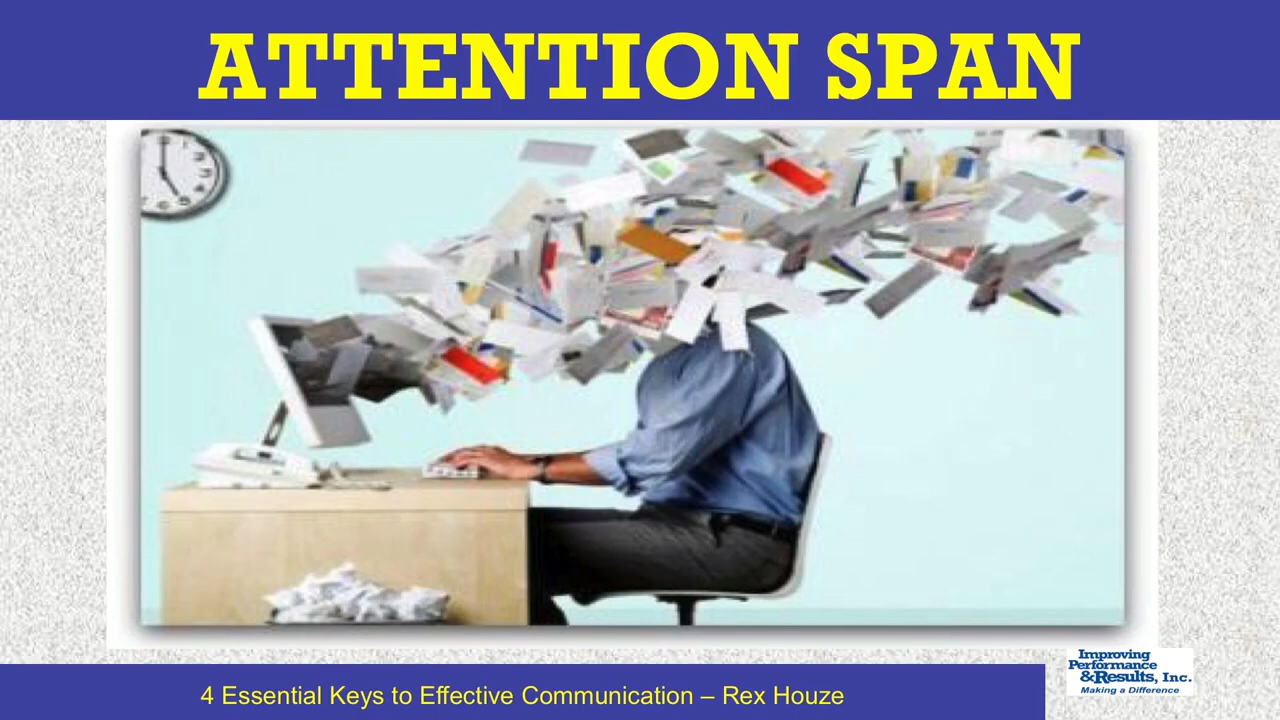 ATTENTION SPAN
4 Essential Keys to Effective Communication – Rex Houze
Improving
Performance
&Results, Inc.
Making a Difference